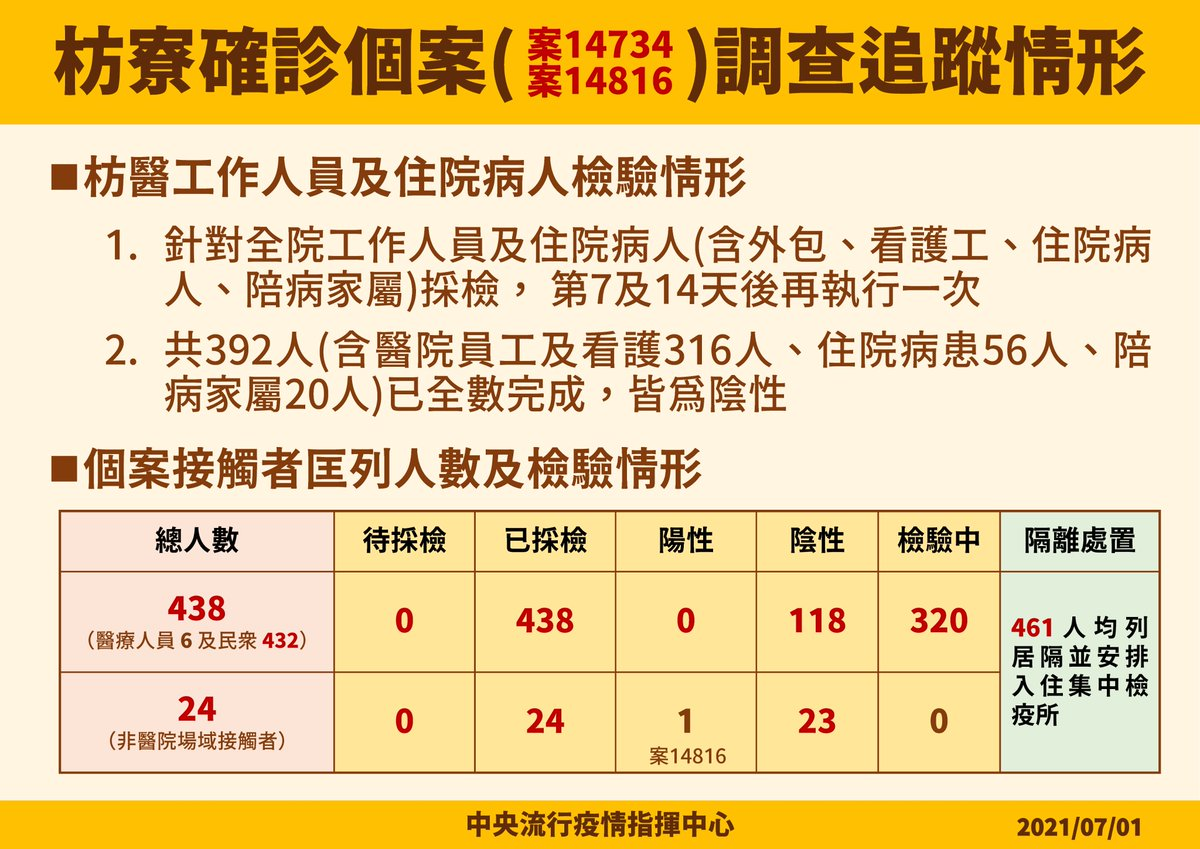 枋寮確診個案(案14734
案14816)調查追蹤情形
■枋醫工作人員及住院病人檢驗情形
1. 針對全院工作人員及住院病人(含外包、看護工、住院病
人、陪病家屬)採檢， 第7及14天後再執行一次
2. 共392人(含醫院員工及看護316人、住院病患56人、陪
病家屬20人)已全數完成，皆為陰性
■個案接觸者匡列人數及檢驗情形
總人數 待採檢 已採檢 陽性 陰性 檢驗中 隔離處置
438
（醫療人員 6 及民眾 432）
0 438 0 118 320
24
（非醫院場域接觸者）
0 24 1
案14816
23 0
461 人均列
居隔並安排
入住集中檢
疫所
中央流行疫情指揮中心
2021/07/01